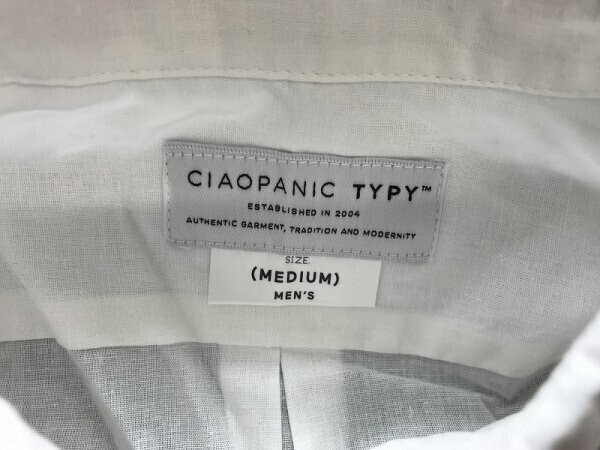 CIAOPANIC TYPY™
ESTABLISHED IN 2004
AUTHENTIC GARMENT, TRADITION AND MODERNITY
SIZE.
(MEDIUM)
MEN'S